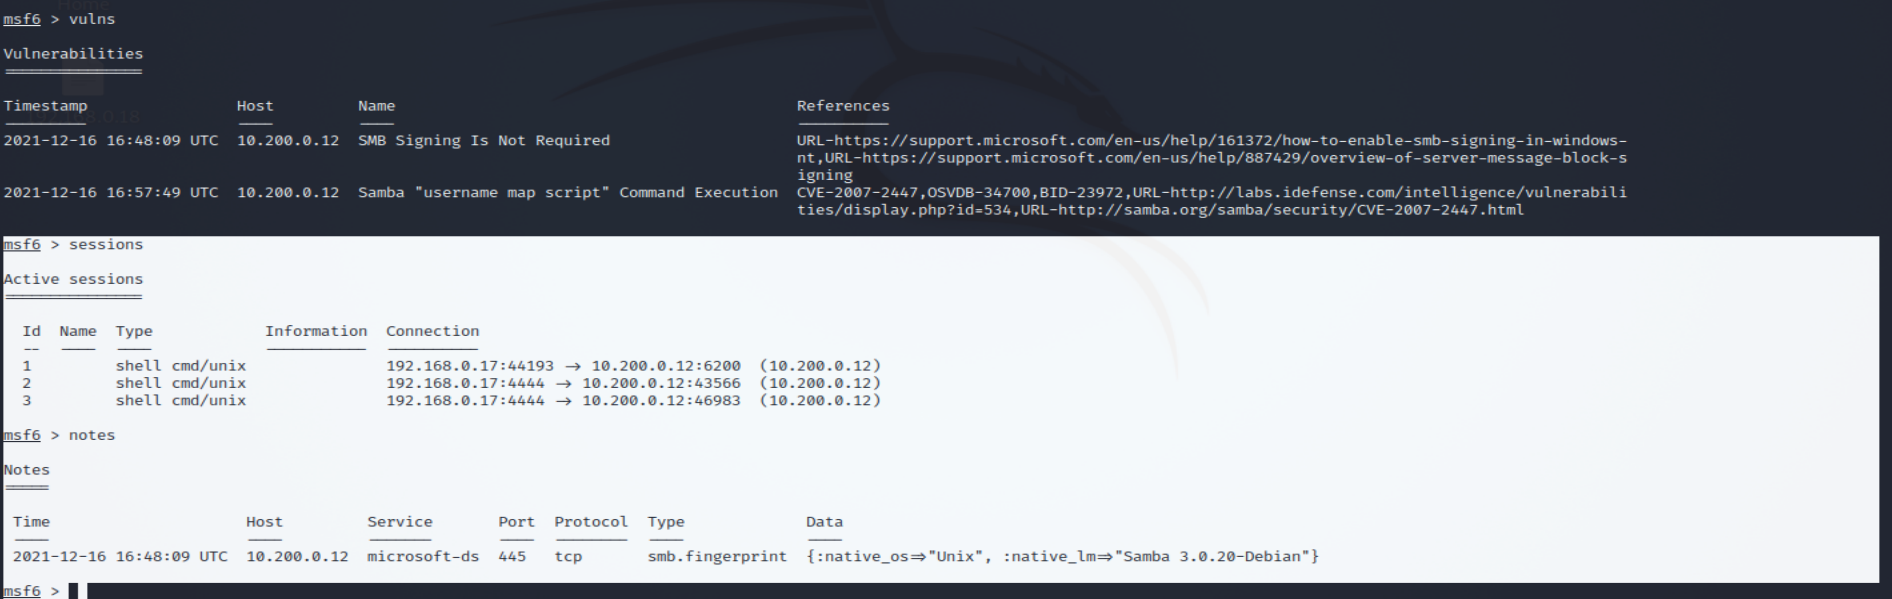 Home
msf6 > vulns
Vulnerabilities
===============
Timestamp Host Name References
2021-12-16 16:48:09 UTC 10.200.0.12 SMB Signing Is Not Required URL-https://support.microsoft.com/en-us/help/161372/how-to-enable-smb-signing-in-windows-
nt,URL-https://support.microsoft.com/en-us/help/887429/overview-of-server-message-block-s
igning
2021-12-16 16:57:49 UTC 10.200.0.12 Samba "username map script" Command Execution CVE-2007-2447,OSVDB-34700,BID-23972,URL-http://labs.idefense.com/intelligence/vulnerabili
ties/display.php?id=534,URL-http://samba.org/samba/security/CVE-2007-2447.html
msf6 > sessions
Active sessions
===============
Id Name Type Information Connection
-- ---- ---- ----------- ----------
1 shell cmd/unix 192.168.0.17:44193 → 10.200.0.12:6200 (10.200.0.12)
2 shell cmd/unix 192.168.0.17:4444 → 10.200.0.12:43566 (10.200.0.12)
3 shell cmd/unix 192.168.0.17:4444 → 10.200.0.12:46983 (10.200.0.12)
msf6 > notes
Notes
=====
Time Host Service Port Protocol Type Data
2021-12-16 16:48:09 UTC 10.200.0.12 microsoft-ds 445 tcp smb.fingerprint {:native_os⇒"Unix", :native_lm⇒"Samba 3.0.20-Debian"}
msf6 >